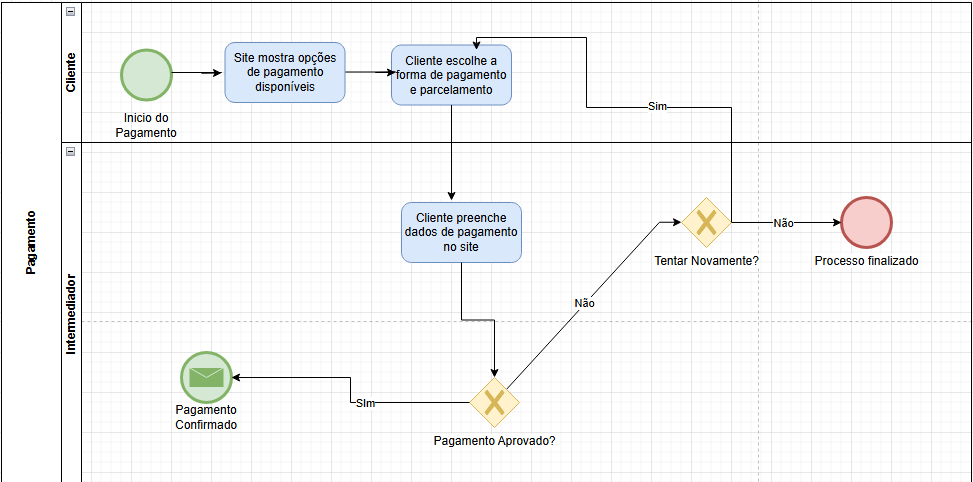 Pagamento
Cliente
Inicio do
Pagamento
Site mostra opções
de pagamento
disponíveis
Cliente escolhe a
forma de pagamento
e parcelamento
Sim
Intermediador
Cliente preenche
dados de pagamento
no site
Tentar Novamente?
Não
Processo finalizado
Não
Pagamento
Confirmado
SIm
Pagamento Aprovado?